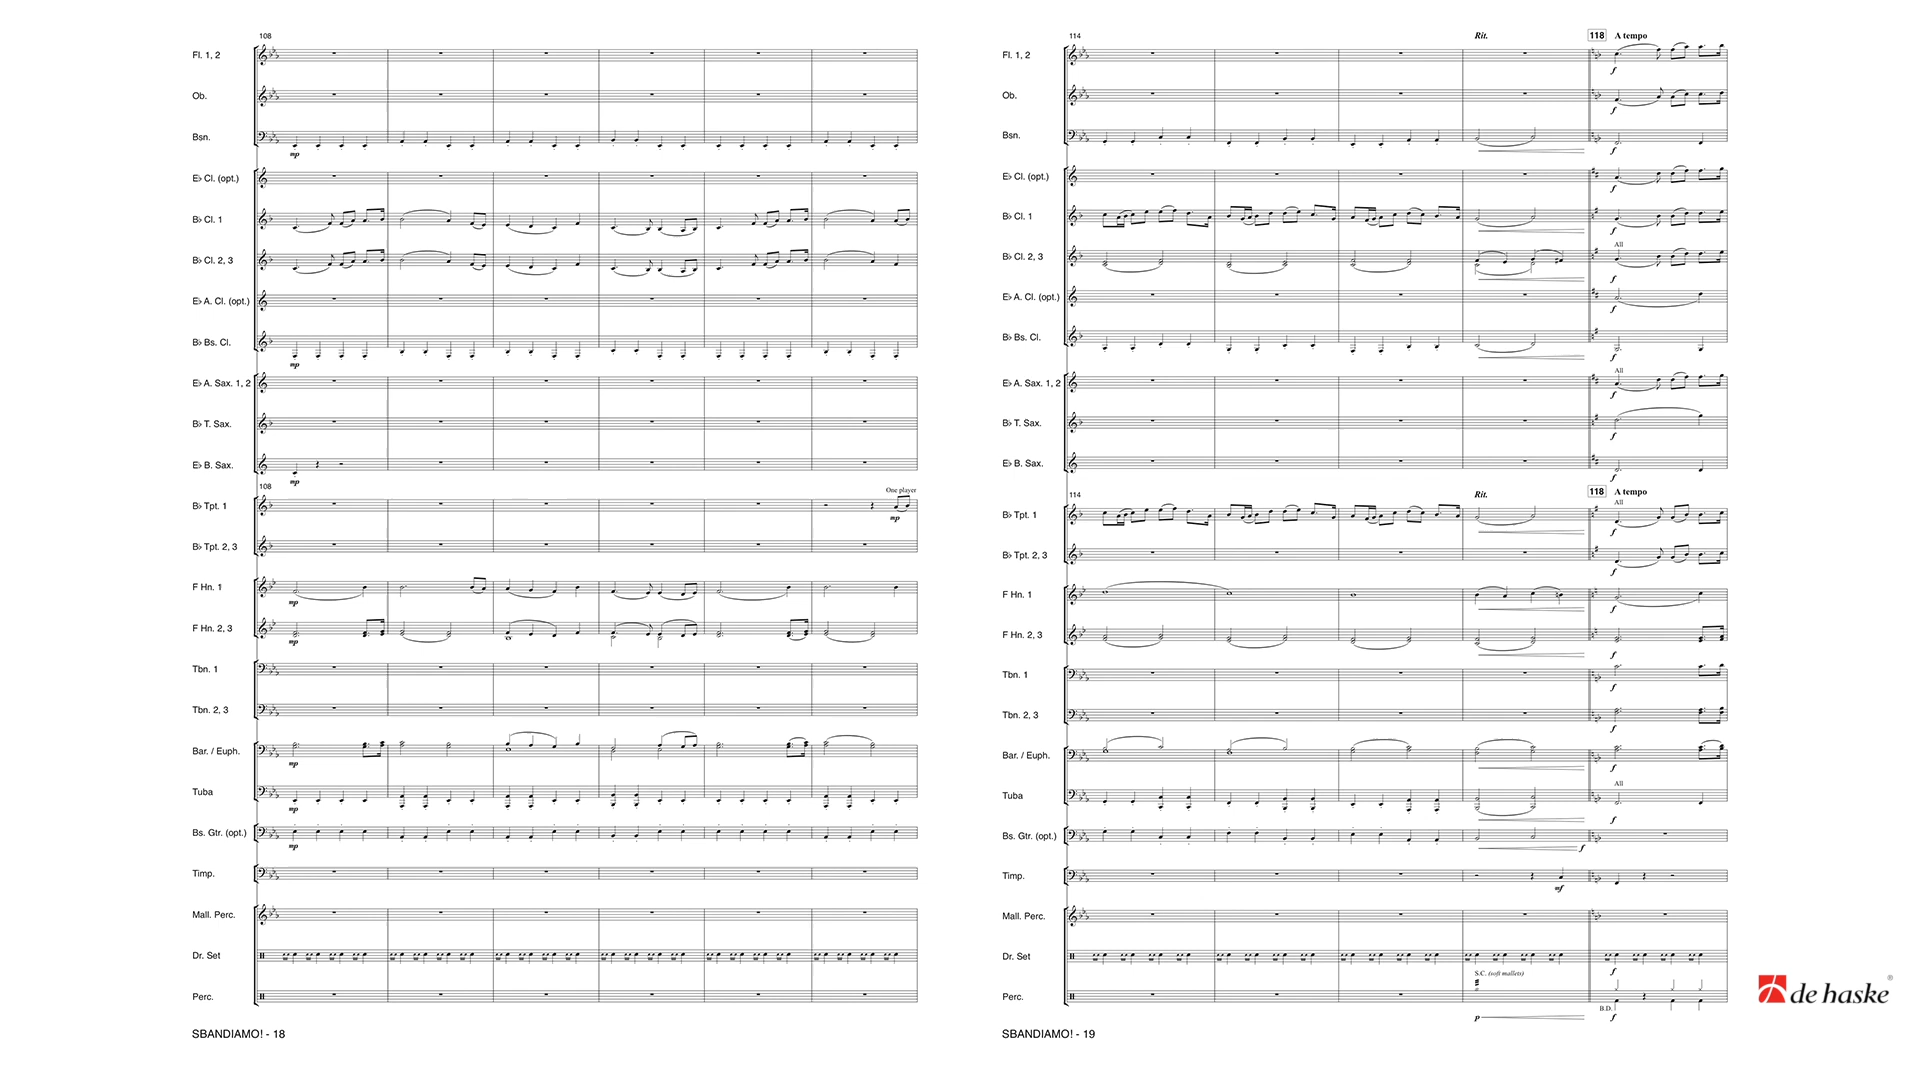 108
Fl. 1, 2
Ob.
Bsn.
mp
E♭ Cl. (opt.)
B♭ Cl. 1
B♭ Cl. 2, 3
E♭ A. Cl. (opt.)
B♭ Bs. Cl.
mp
E♭ A. Sax. 1, 2
B♭ T. Sax.
E♭ B. Sax.
mp
108
One player
B♭ Tpt. 1
mp
B♭ Tpt. 2, 3
F Hn. 1
mp
F Hn. 2, 3
mp
Tbn. 1
Tbn. 2, 3
Bar. / Euph.
mp
Tuba
mp
Bs. Gtr. (opt.)
mp
Timp.
Mall. Perc.
Dr. Set
Perc.
SBANDIAMO! - 18
114 Rit. 118 A tempo
Fl. 1, 2
f
Ob.
f
Bsn.
f
E♭ Cl. (opt.)
f
B♭ Cl. 1
f
All
B♭ Cl. 2, 3
f
E♭ A. Cl. (opt.)
f
B♭ Bs. Cl.
f
All
E♭ A. Sax. 1, 2
f
B♭ T. Sax.
f
E♭ B. Sax.
f
114 Rit. 118 A tempo
All
B♭ Tpt. 1
f
B♭ Tpt. 2, 3
f
F Hn. 1
f
F Hn. 2, 3
f
Tbn. 1
f
Tbn. 2, 3
f
Bar. / Euph.
f
All
Tuba
f
Bs. Gtr. (opt.)
f
Timp.
mf
Mall. Perc.
Dr. Set
f
S.C. (soft mallets)
Perc.
B.D.
p f
SBANDIAMO! - 19
de haske®